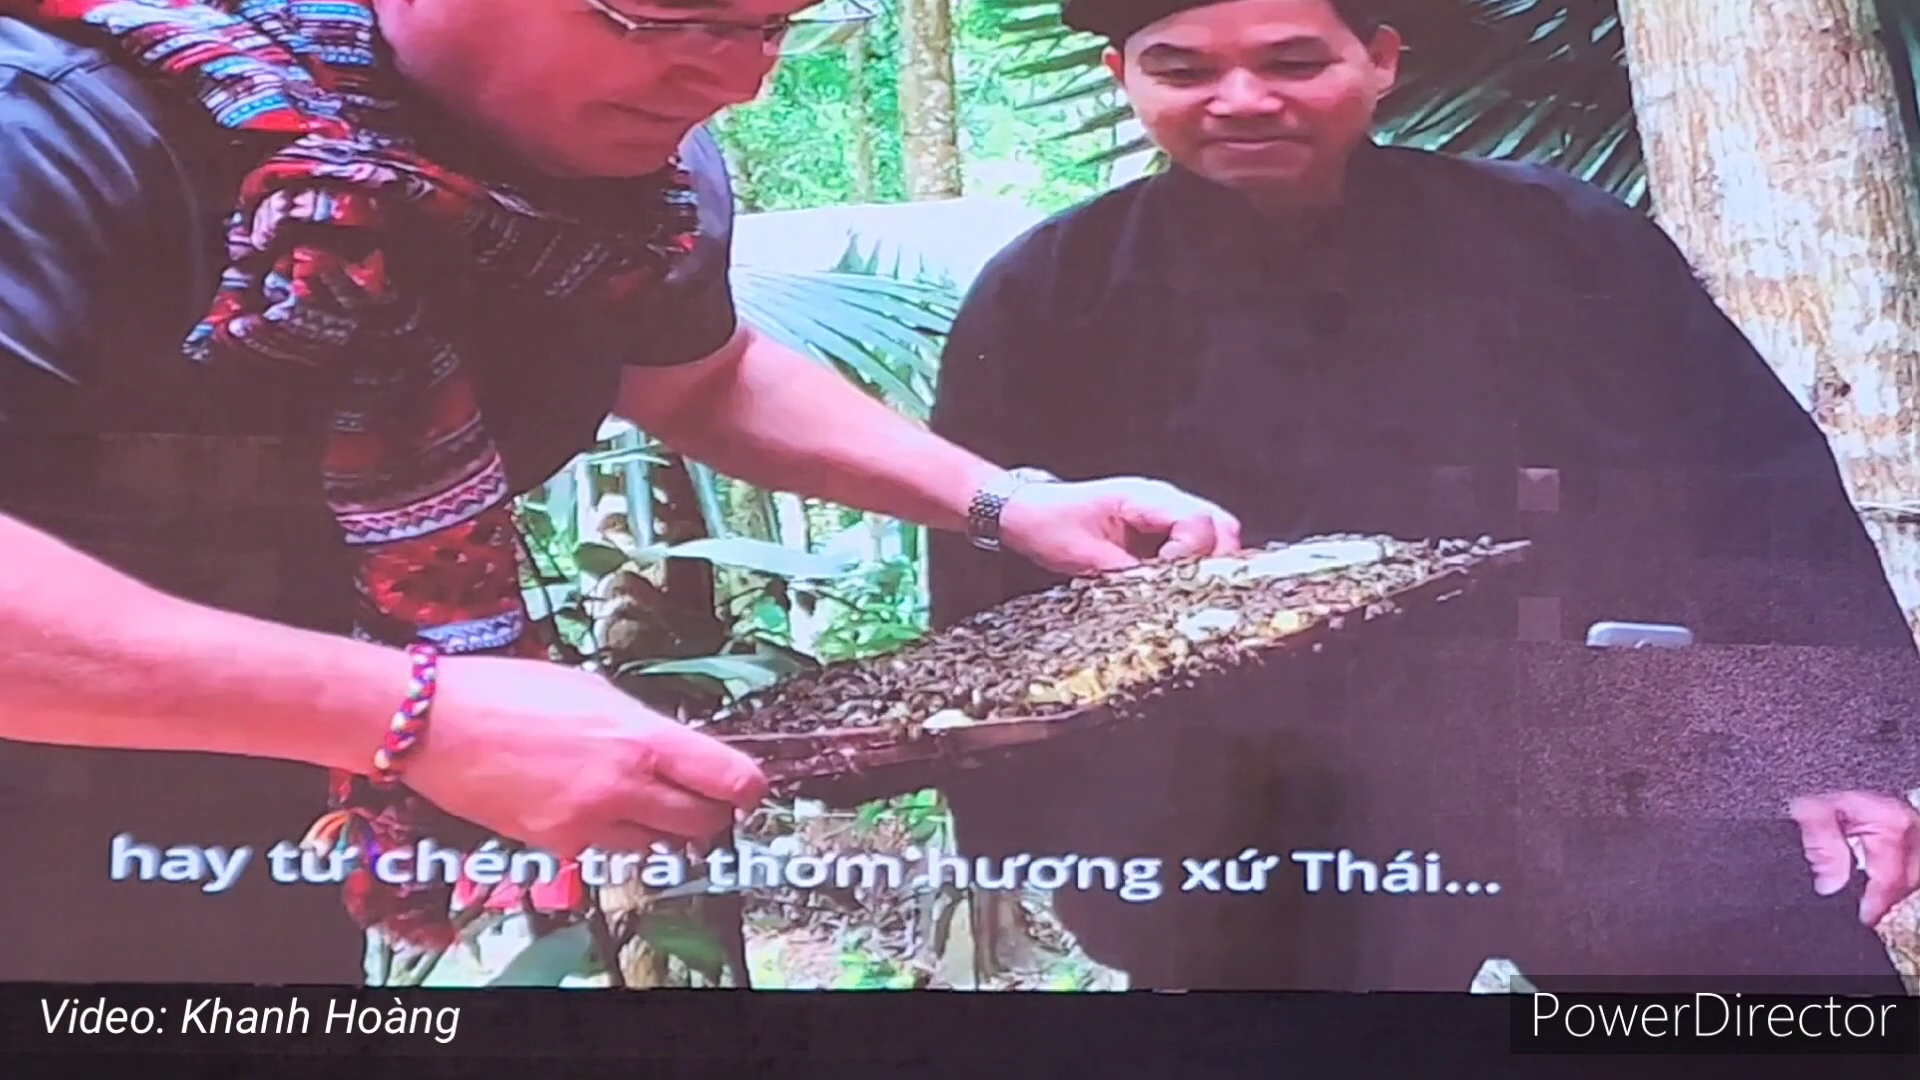 hay từ chén trà thơm hương xứ Thái...
Video: Khanh Hoàng
PowerDirector